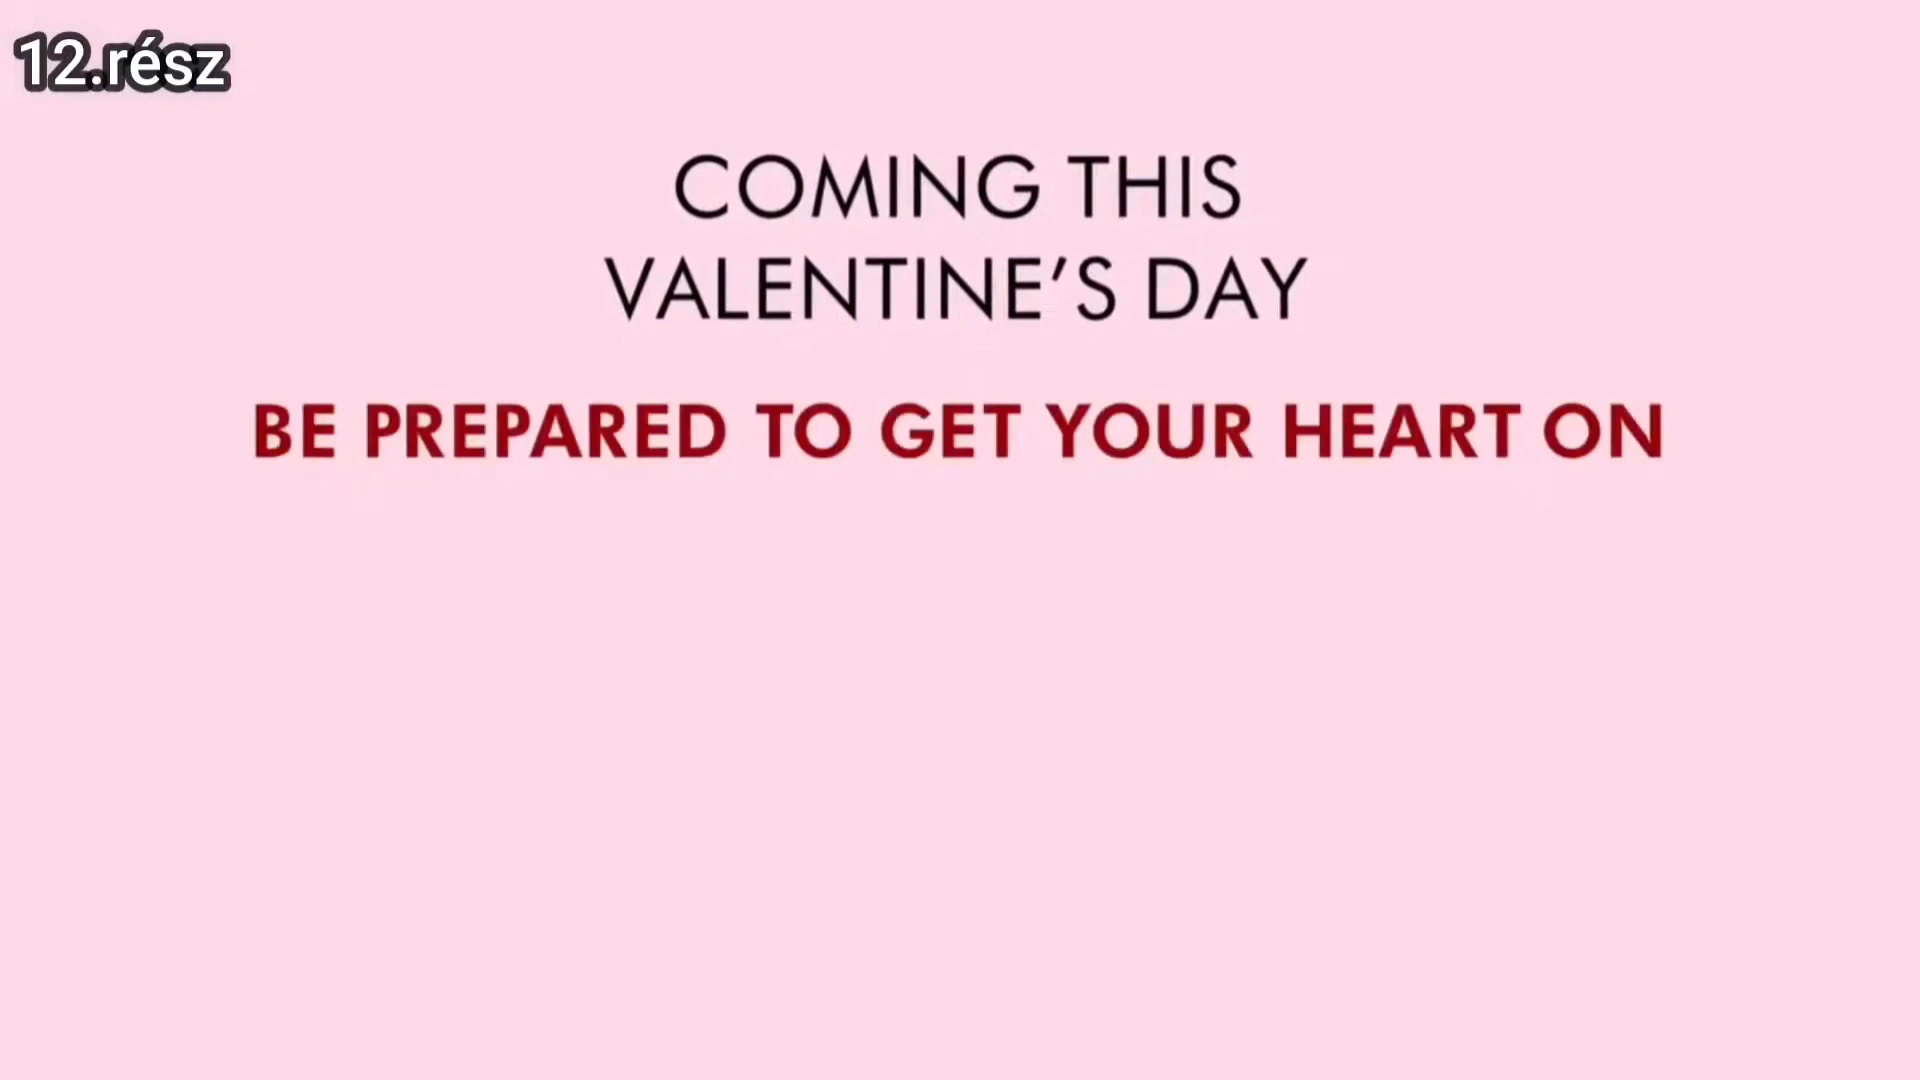 12.rész
COMING THIS
VALENTINE’S DAY
BE PREPARED TO GET YOUR HEART ON